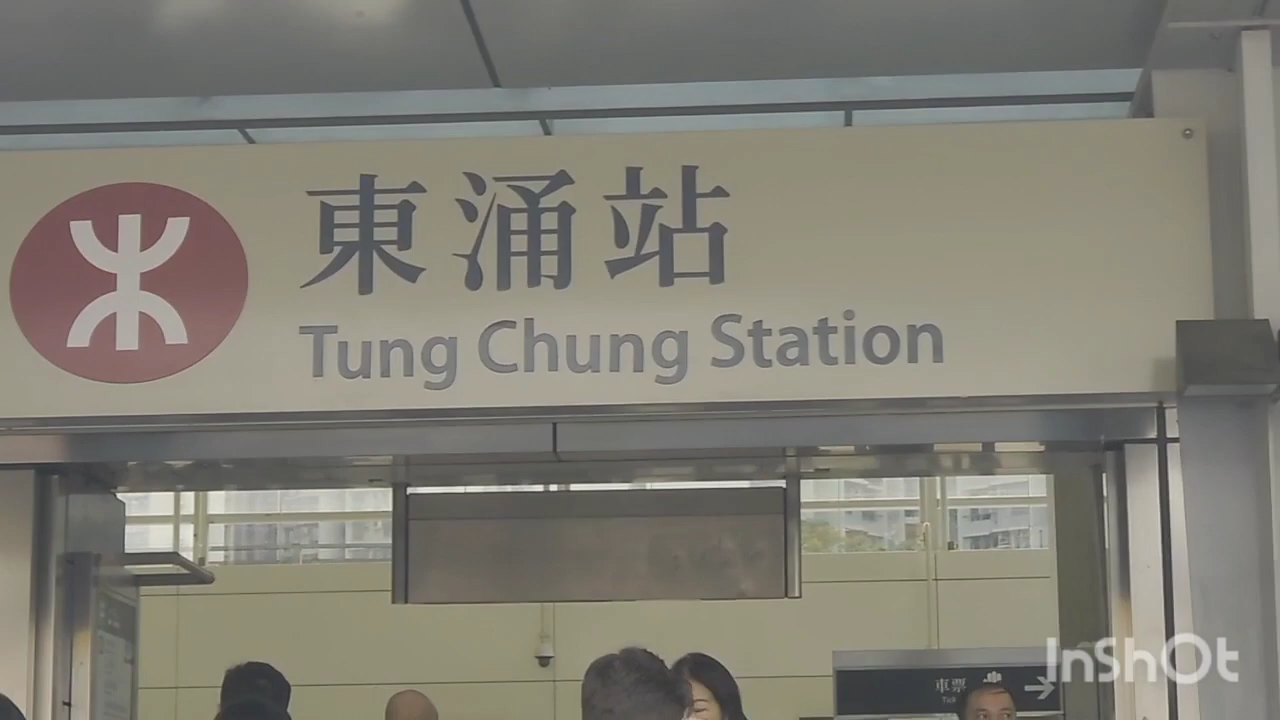 東涌站
Tung Chung Station
車票
InShOt